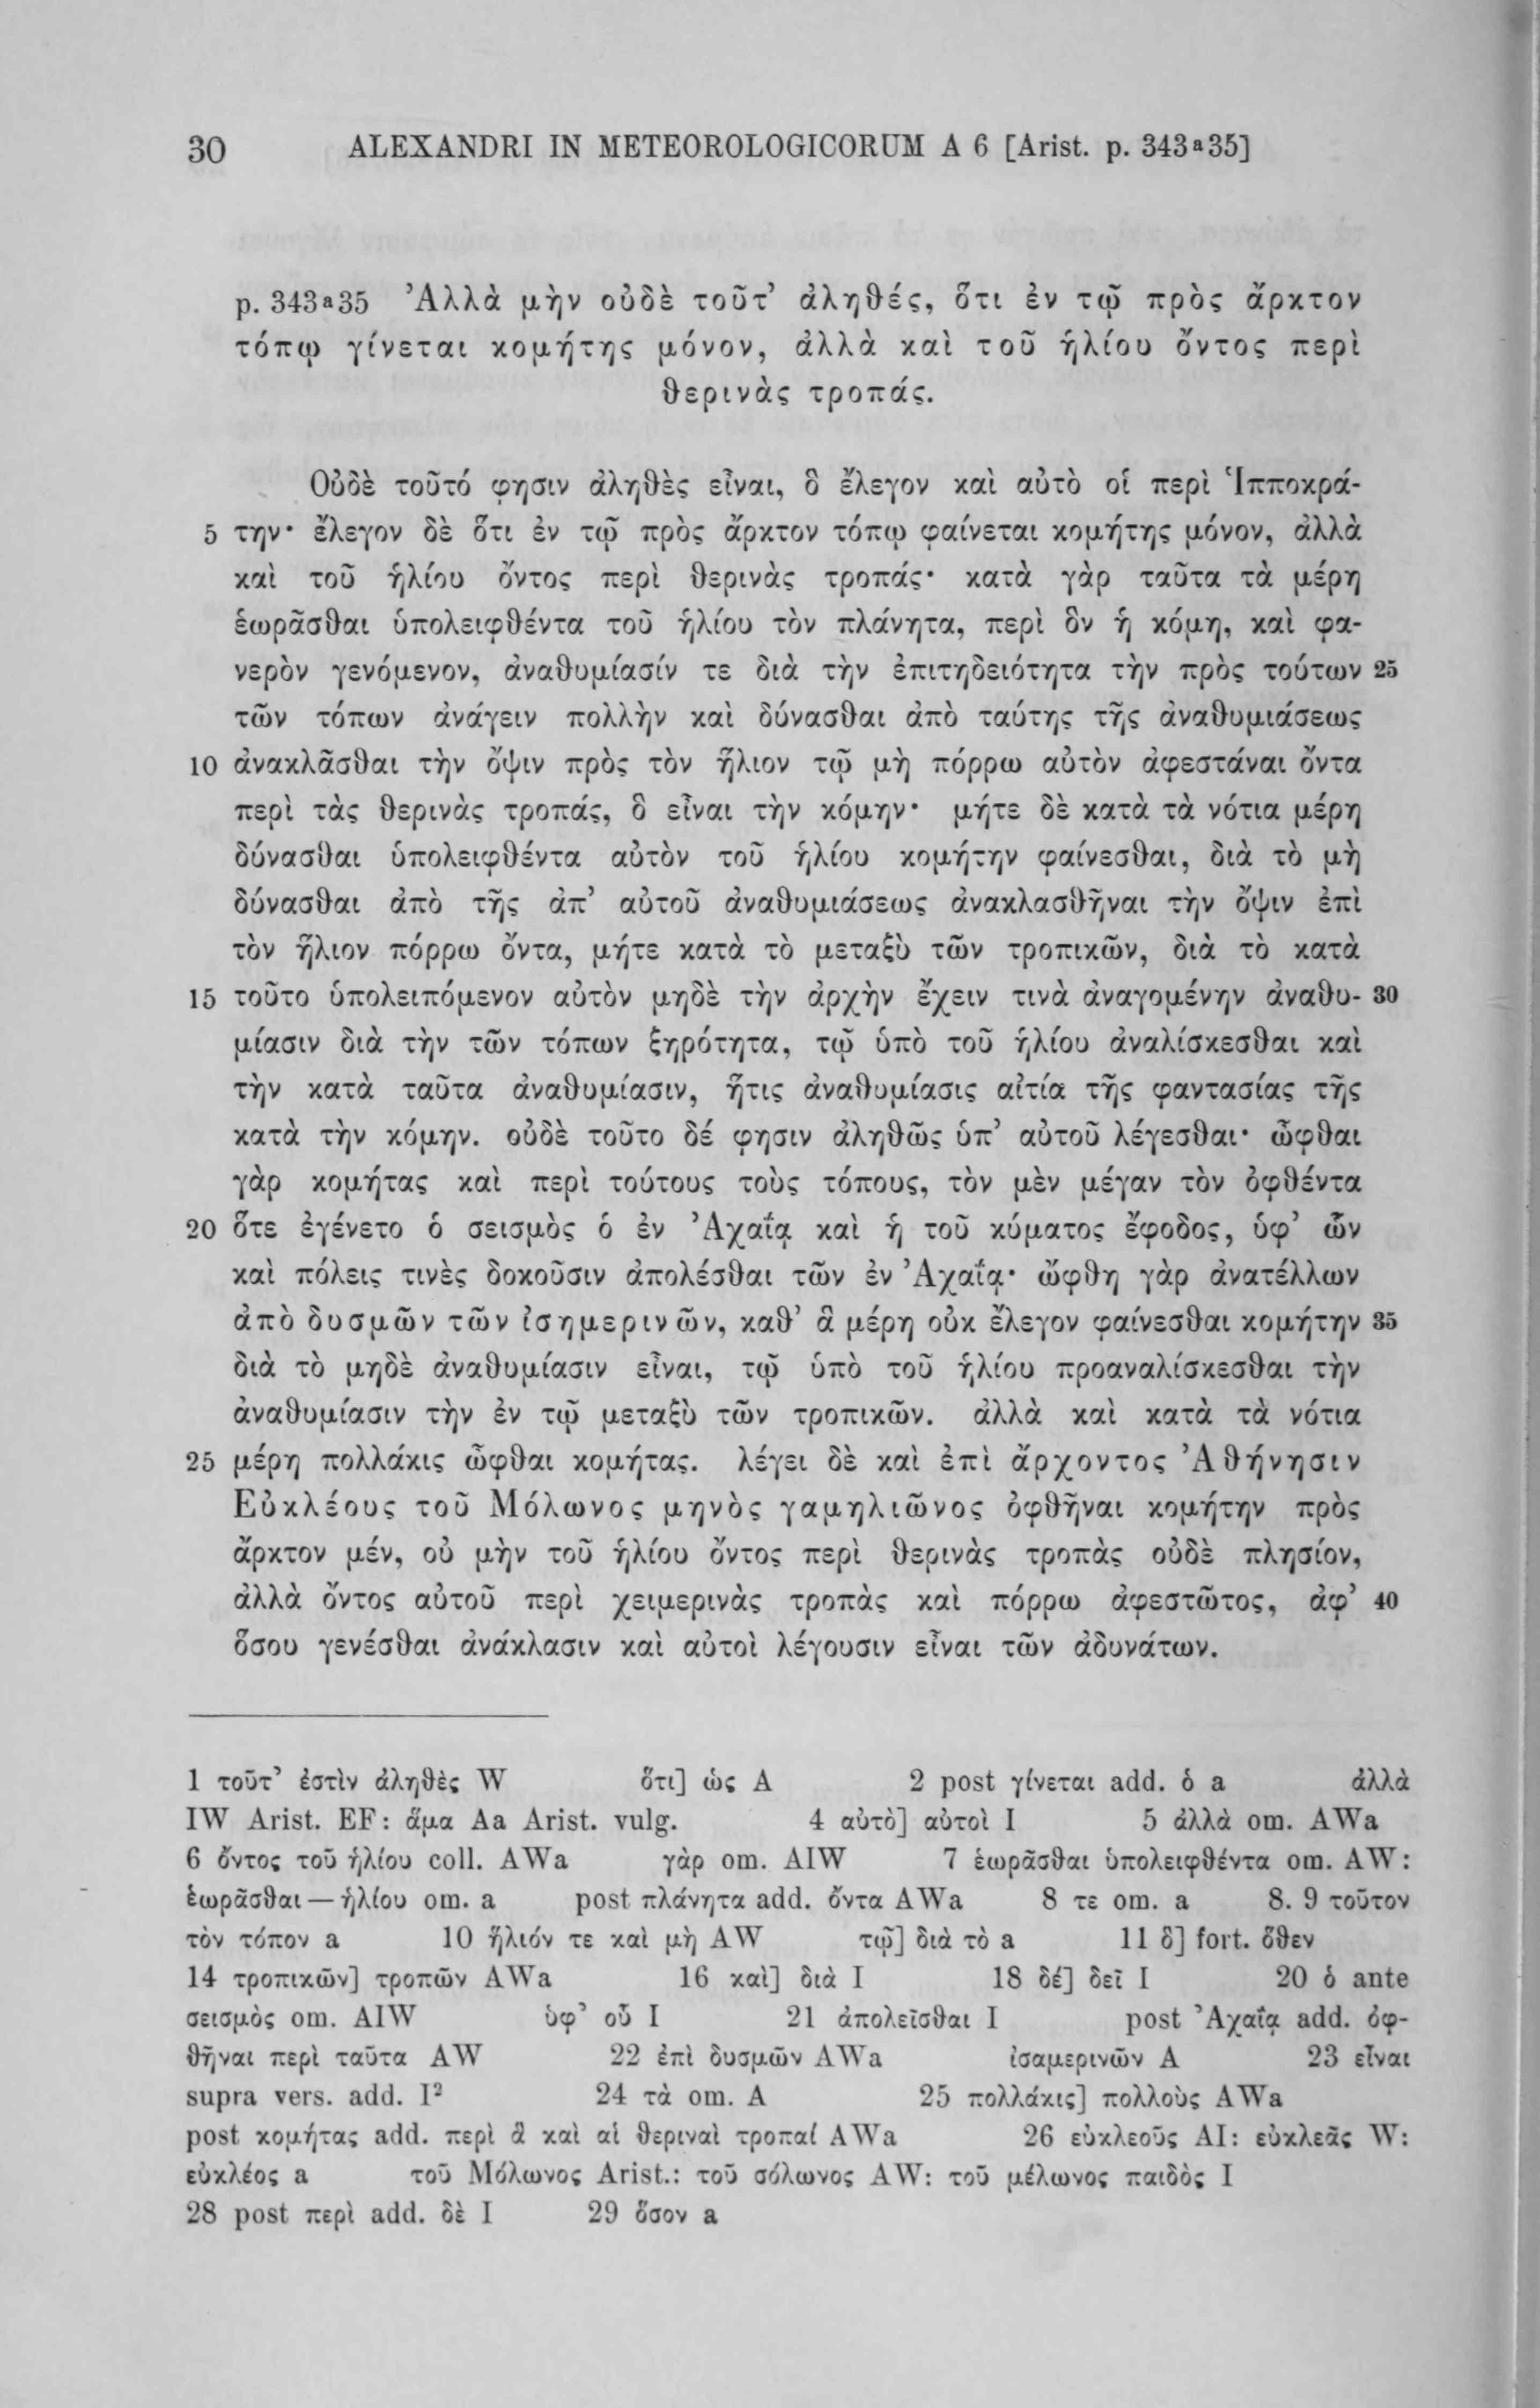 30 ALEXANDRI IN METEOROLOGICORUM A 6 [Arist. p. 343ᵃ35]
p. 343ᵃ35 Ἀλλὰ μὴν οὐδὲ τοῦτ’ ἀληθές, ὅτι ἐν τῷ πρὸς ἄρκτον
τόπῳ γίνεται κομήτης μόνον, ἀλλὰ καὶ τοῦ ἡλίου ὄντος περὶ
θερινὰς τροπάς.
Οὐδὲ τοῦτό φησιν ἀληθὲς εἶναι, ὃ ἔλεγον καὶ αὐτὸ οἱ περὶ Ἱπποκρά-
5 την· ἔλεγον δὲ ὅτι ἐν τῷ πρὸς ἄρκτον τόπῳ φαίνεται κομήτης μόνον, ἀλλὰ
καὶ τοῦ ἡλίου ὄντος περὶ θερινὰς τροπάς· κατὰ γὰρ ταῦτα τὰ μέρη
ἑωρᾶσθαι ὑπολειφθέντα τοῦ ἡλίου τὸν πλάνητα, περὶ ὃν ἡ κόμη, καὶ φα-
νερὸν γενόμενον, ἀναθυμίασίν τε διὰ τὴν ἐπιτηδειότητα τὴν πρὸς τούτων 25
τῶν τόπων ἀνάγειν πολλὴν καὶ δύνασθαι ἀπὸ ταύτης τῆς ἀναθυμιάσεως
10 ἀνακλᾶσθαι τὴν ὄψιν πρὸς τὸν ἥλιον τῷ μὴ πόρρω αὐτὸν ἀφεστάναι ὄντα
περὶ τὰς θερινὰς τροπάς, ὃ εἶναι τὴν κόμην· μήτε δὲ κατὰ τὰ νότια μέρη
δύνασθαι ὑπολειφθέντα αὐτὸν τοῦ ἡλίου κομήτην φαίνεσθαι, διὰ τὸ μὴ
δύνασθαι ἀπὸ τῆς ἀπ’ αὐτοῦ ἀναθυμιάσεως ἀνακλασθῆναι τὴν ὄψιν ἐπὶ
τὸν ἥλιον πόρρω ὄντα, μήτε κατὰ τὸ μεταξὺ τῶν τροπικῶν, διὰ τὸ κατὰ
15 τοῦτο ὑπολειπόμενον αὐτὸν μηδὲ τὴν ἀρχὴν ἔχειν τινὰ ἀναγομένην ἀναθυ- 30
μίασιν διὰ τὴν τῶν τόπων ξηρότητα, τῷ ὑπὸ τοῦ ἡλίου ἀναλίσκεσθαι καὶ
τὴν κατὰ ταῦτα ἀναθυμίασιν, ἥτις ἀναθυμίασις αἰτία τῆς φαντασίας τῆς
κατὰ τὴν κόμην. οὐδὲ τοῦτο δέ φησιν ἀληθῶς ὑπ’ αὐτοῦ λέγεσθαι· ὦφθαι
γὰρ κομήτας καὶ περὶ τούτους τοὺς τόπους, τὸν μὲν μέγαν τὸν ὀφθέντα
20 ὅτε ἐγένετο ὁ σεισμὸς ὁ ἐν Ἀχαΐᾳ καὶ ἡ τοῦ κύματος ἔφοδος, ὑφ’ ὧν
καὶ πόλεις τινὲς δοκοῦσιν ἀπολέσθαι τῶν ἐν Ἀχαΐᾳ· ὤφθη γὰρ ἀνατέλλων
ἀπὸ δυσμῶν τῶν ἰσημερινῶν, καθ’ ἃ μέρη οὐκ ἔλεγον φαίνεσθαι κομήτην 35
διὰ τὸ μηδὲ ἀναθυμίασιν εἶναι, τῷ ὑπὸ τοῦ ἡλίου προαναλίσκεσθαι τὴν
ἀναθυμίασιν τὴν ἐν τῷ μεταξὺ τῶν τροπικῶν. ἀλλὰ καὶ κατὰ τὰ νότια
25 μέρη πολλάκις ὦφθαι κομήτας. λέγει δὲ καὶ ἐπὶ ἄρχοντος Ἀθήνησιν
Εὐκλέους τοῦ Μόλωνος μηνὸς γαμηλιῶνος ὀφθῆναι κομήτην πρὸς
ἄρκτον μέν, οὐ μὴν τοῦ ἡλίου ὄντος περὶ θερινὰς τροπὰς οὐδὲ πλησίον,
ἀλλὰ ὄντος αὐτοῦ περὶ χειμερινὰς τροπὰς καὶ πόρρω ἀφεστῶτος, ἀφ’ 40
ὅσου γενέσθαι ἀνάκλασιν καὶ αὐτοὶ λέγουσιν εἶναι τῶν ἀδυνάτων.
1 τοῦτ’ ἐστὶν ἀληθὲς W ὅτι] ὡς A 2 post γίνεται add. ὁ a ἀλλὰ
IW Arist. EF: ἅμα Aa Arist. vulg. 4 αὐτὸ] αὐτοὶ I 5 ἀλλὰ om. AWa
6 ὄντος τοῦ ἡλίου coll. AWa γὰρ om. AIW 7 ἑωρᾶσθαι ὑπολειφθέντα om. AW:
ἑωρᾶσθαι — ἡλίου om. a post πλάνητα add. ὄντα AWa 8 τε om. a 8. 9 τοῦτον
τὸν τόπον a 10 ἥλιόν τε καὶ μὴ AW τῷ] διὰ τὸ a 11 ὃ] fort. ὅθεν
14 τροπικῶν] τροπῶν AWa 16 καὶ] διὰ I 18 δέ] δεῖ I 20 ὁ ante
σεισμὸς om. AIW ὑφ’ οὗ I 21 ἀπολεῖσθαι I post Ἀχαΐᾳ add. ὀφ-
θῆναι περὶ ταῦτα AW 22 ἐπὶ δυσμῶν AWa ἰσαμερινῶν A 23 εἶναι
supra vers. add. I² 24 τὰ om. A 25 πολλάκις] πολλοὺς AWa
post κομήτας add. περὶ ἃ καὶ αἱ θεριναὶ τροπαί AWa 26 εὐκλεοῦς AI: εὐκλεᾶς W:
εὐκλέος a τοῦ Μόλωνος Arist.: τοῦ σόλωνος AW: τοῦ μέλωνος παιδὸς I
28 post περὶ add. δὲ I 29 ὅσον a